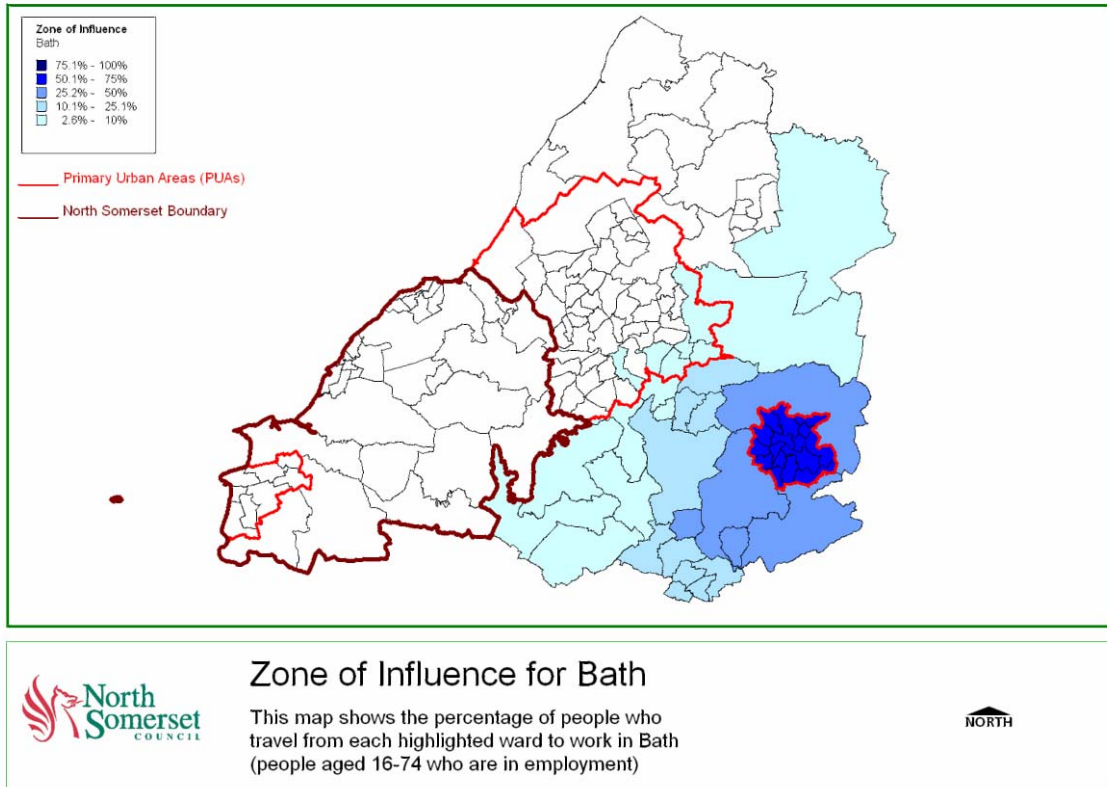 Zone of Influence
Bath
75.1% - 100%
50.1% - 75%
25.2% - 50%
10.1% - 25.1%
2.6% - 10%
Primary Urban Areas (PUAs)
North Somerset Boundary
North
Somerset
COUNCIL
Zone of Influence for Bath
This map shows the percentage of people who
travel from each highlighted ward to work in Bath
(people aged 16-74 who are in employment)
NORTH